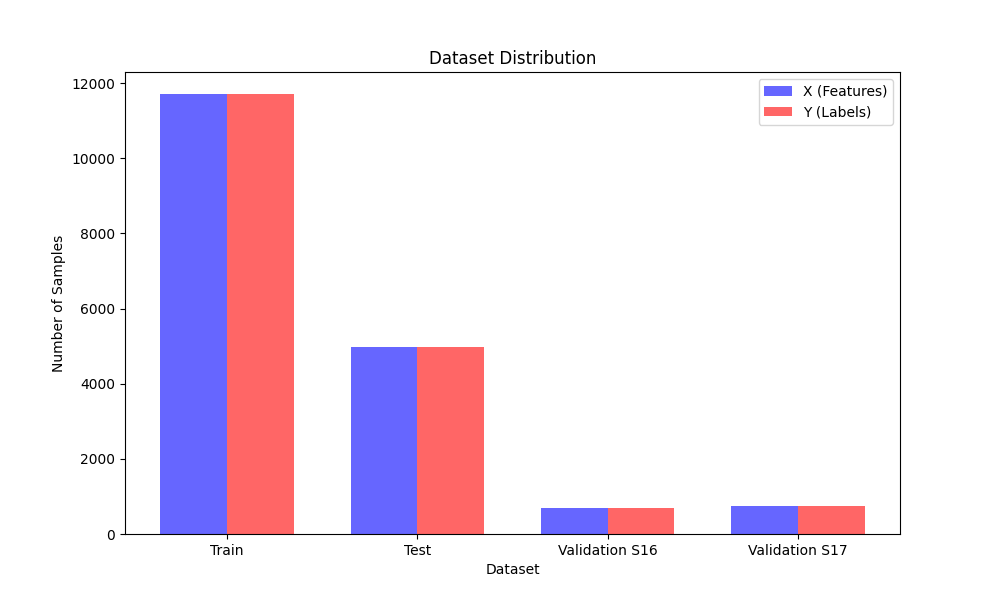 Dataset Distribution
X (Features)
Y (Labels)
Number of Samples
12000
10000
8000
6000
4000
2000
0
Train
Test
Validation S16
Validation S17
Dataset